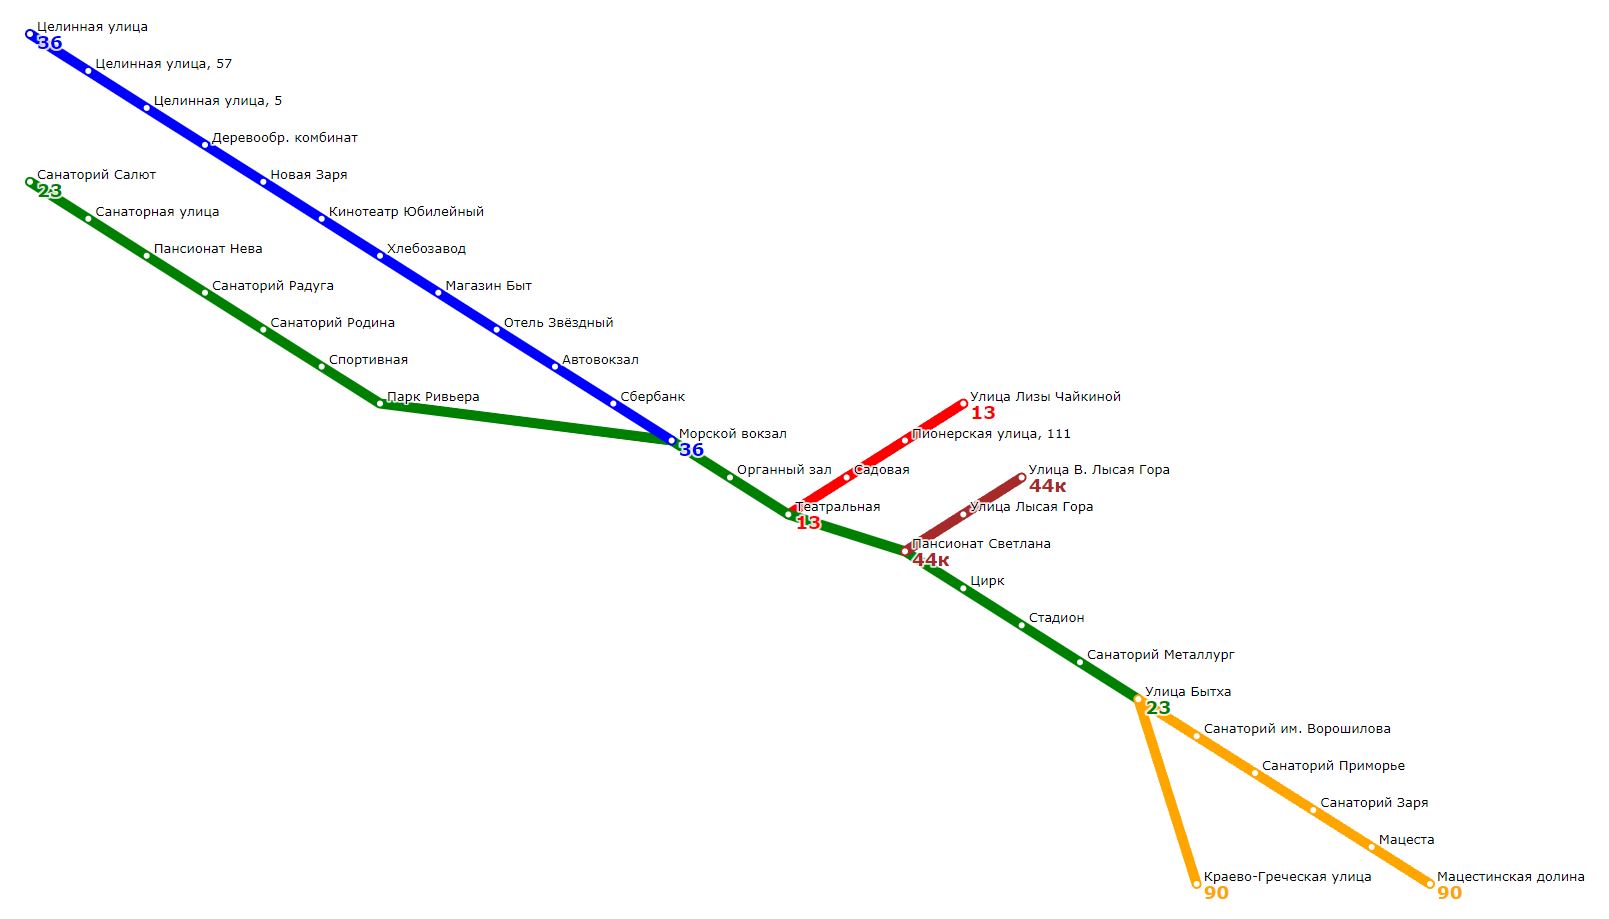 Целинная улица
36
Целинная улица, 57
Целинная улица, 5
Деревообр. комбинат
Санаторий Салют
23
Новая Заря
Санаторная улица
Кинотеатр Юбилейный
Пансионат Нева
Хлебозавод
Санаторий Радуга
Магазин Быт
Санаторий Родина
Отель Звёздный
Спортивная
Автовокзал
Парк Ривьера
Сбербанк
Улица Лизы Чайкиной
13
Морской вокзал
36
Пионерская улица, 111
Органный зал
Садовая
Улица В. Лысая Гора
44к
Театральная
13
Улица Лысая Гора
Пансионат Светлана
44к
Цирк
Стадион
Санаторий Металлург
Улица Бытха
23
Санаторий им. Ворошилова
Санаторий Приморье
Санаторий Заря
Мацеста
Краево-Греческая улица
90
Мацестинская долина
90